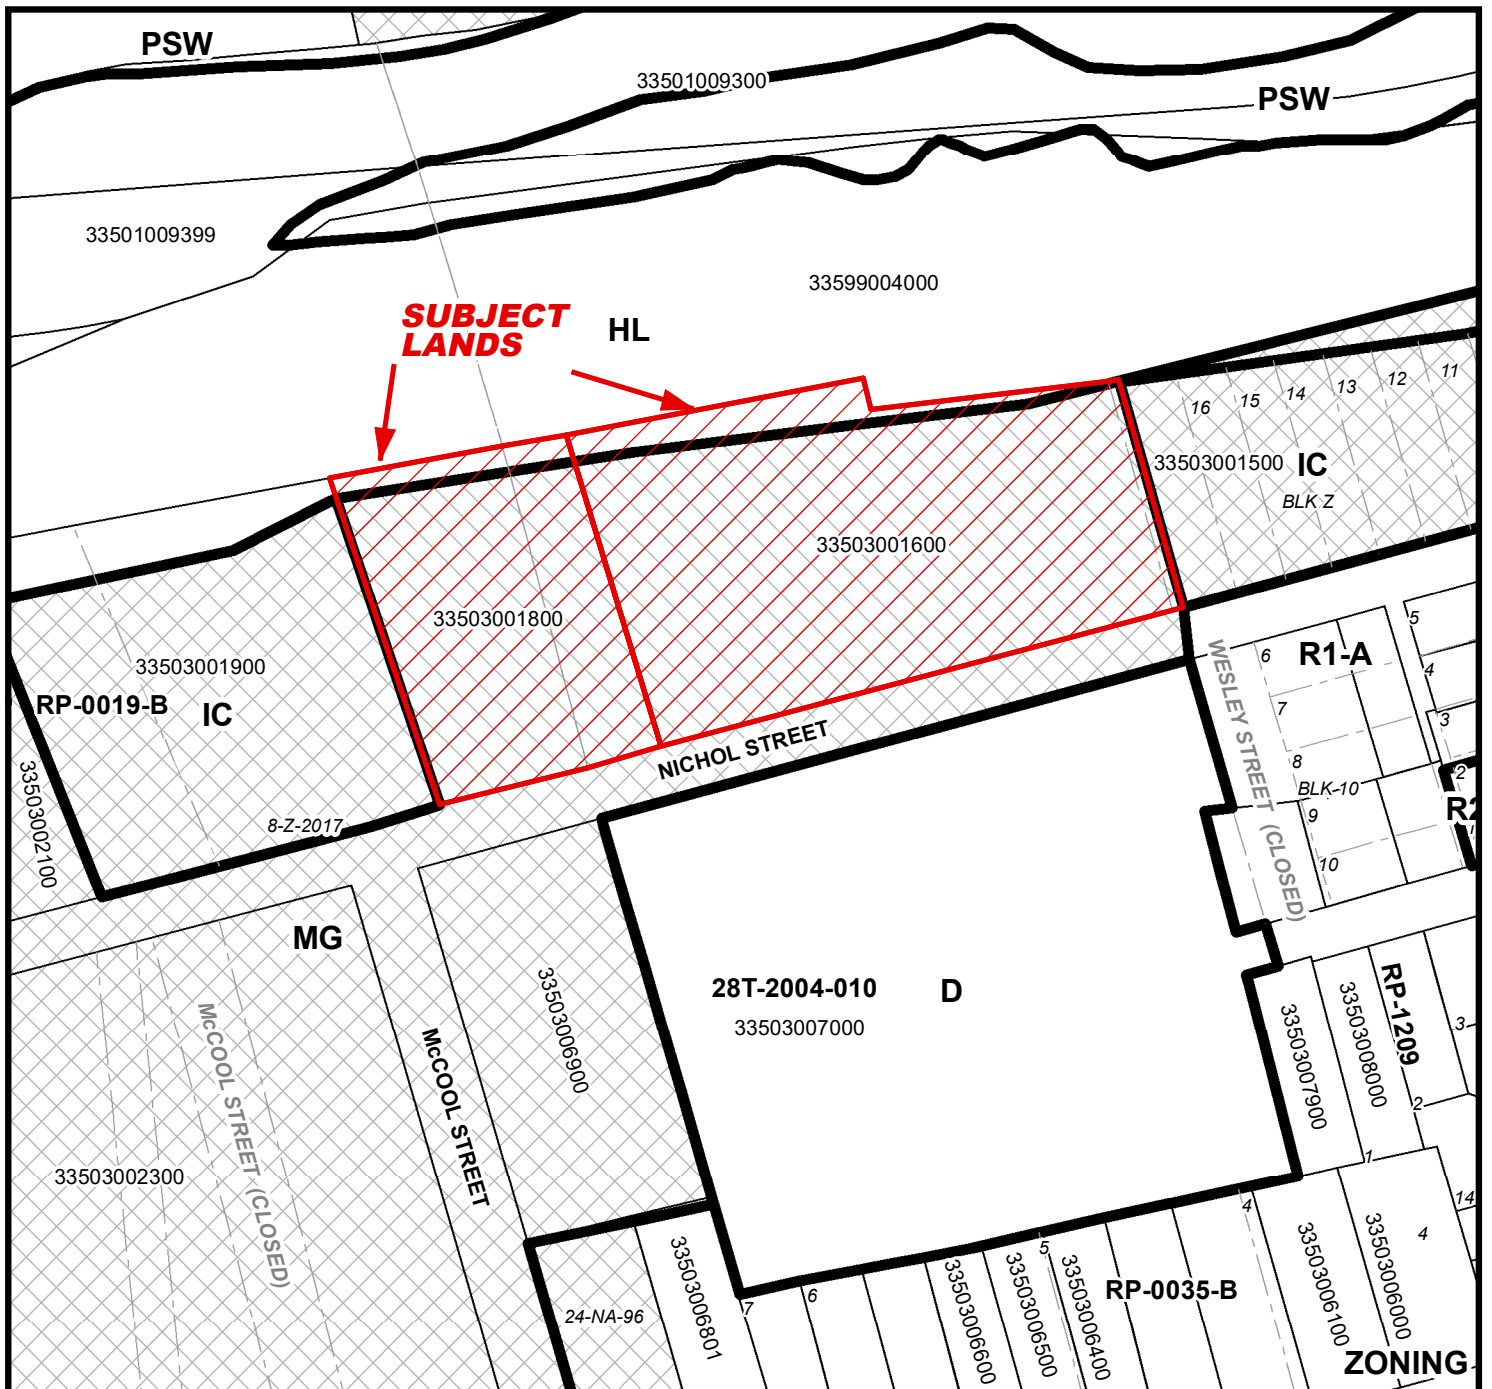 PSW
33501009300
PSW
33501009399
33599004000
SUBJECT
LANDS
HL
11
12
13
14
15
16
33503001500
IC
BLK Z
33503001600
33503001800
33503001900
RP-0019-B
IC
33503002100
8-Z-2017
NICHOL STREET
WESLEY STREET (CLOSED)
R1-A
5
6
4
7
3
8
2
BLK-10
9
R2
1
10
MG
McCOOL STREET (CLOSED)
McCOOL STREET
33503006900
28T-2004-010
D
33503007000
33503007900
33503008000
RP-1209
3
2
1
33503002300
14
4
4
5
6
7
24-NA-96
33503006801
33503006600
33503006500
33503006400
RP-0035-B
33503006100
33503006000
ZONING